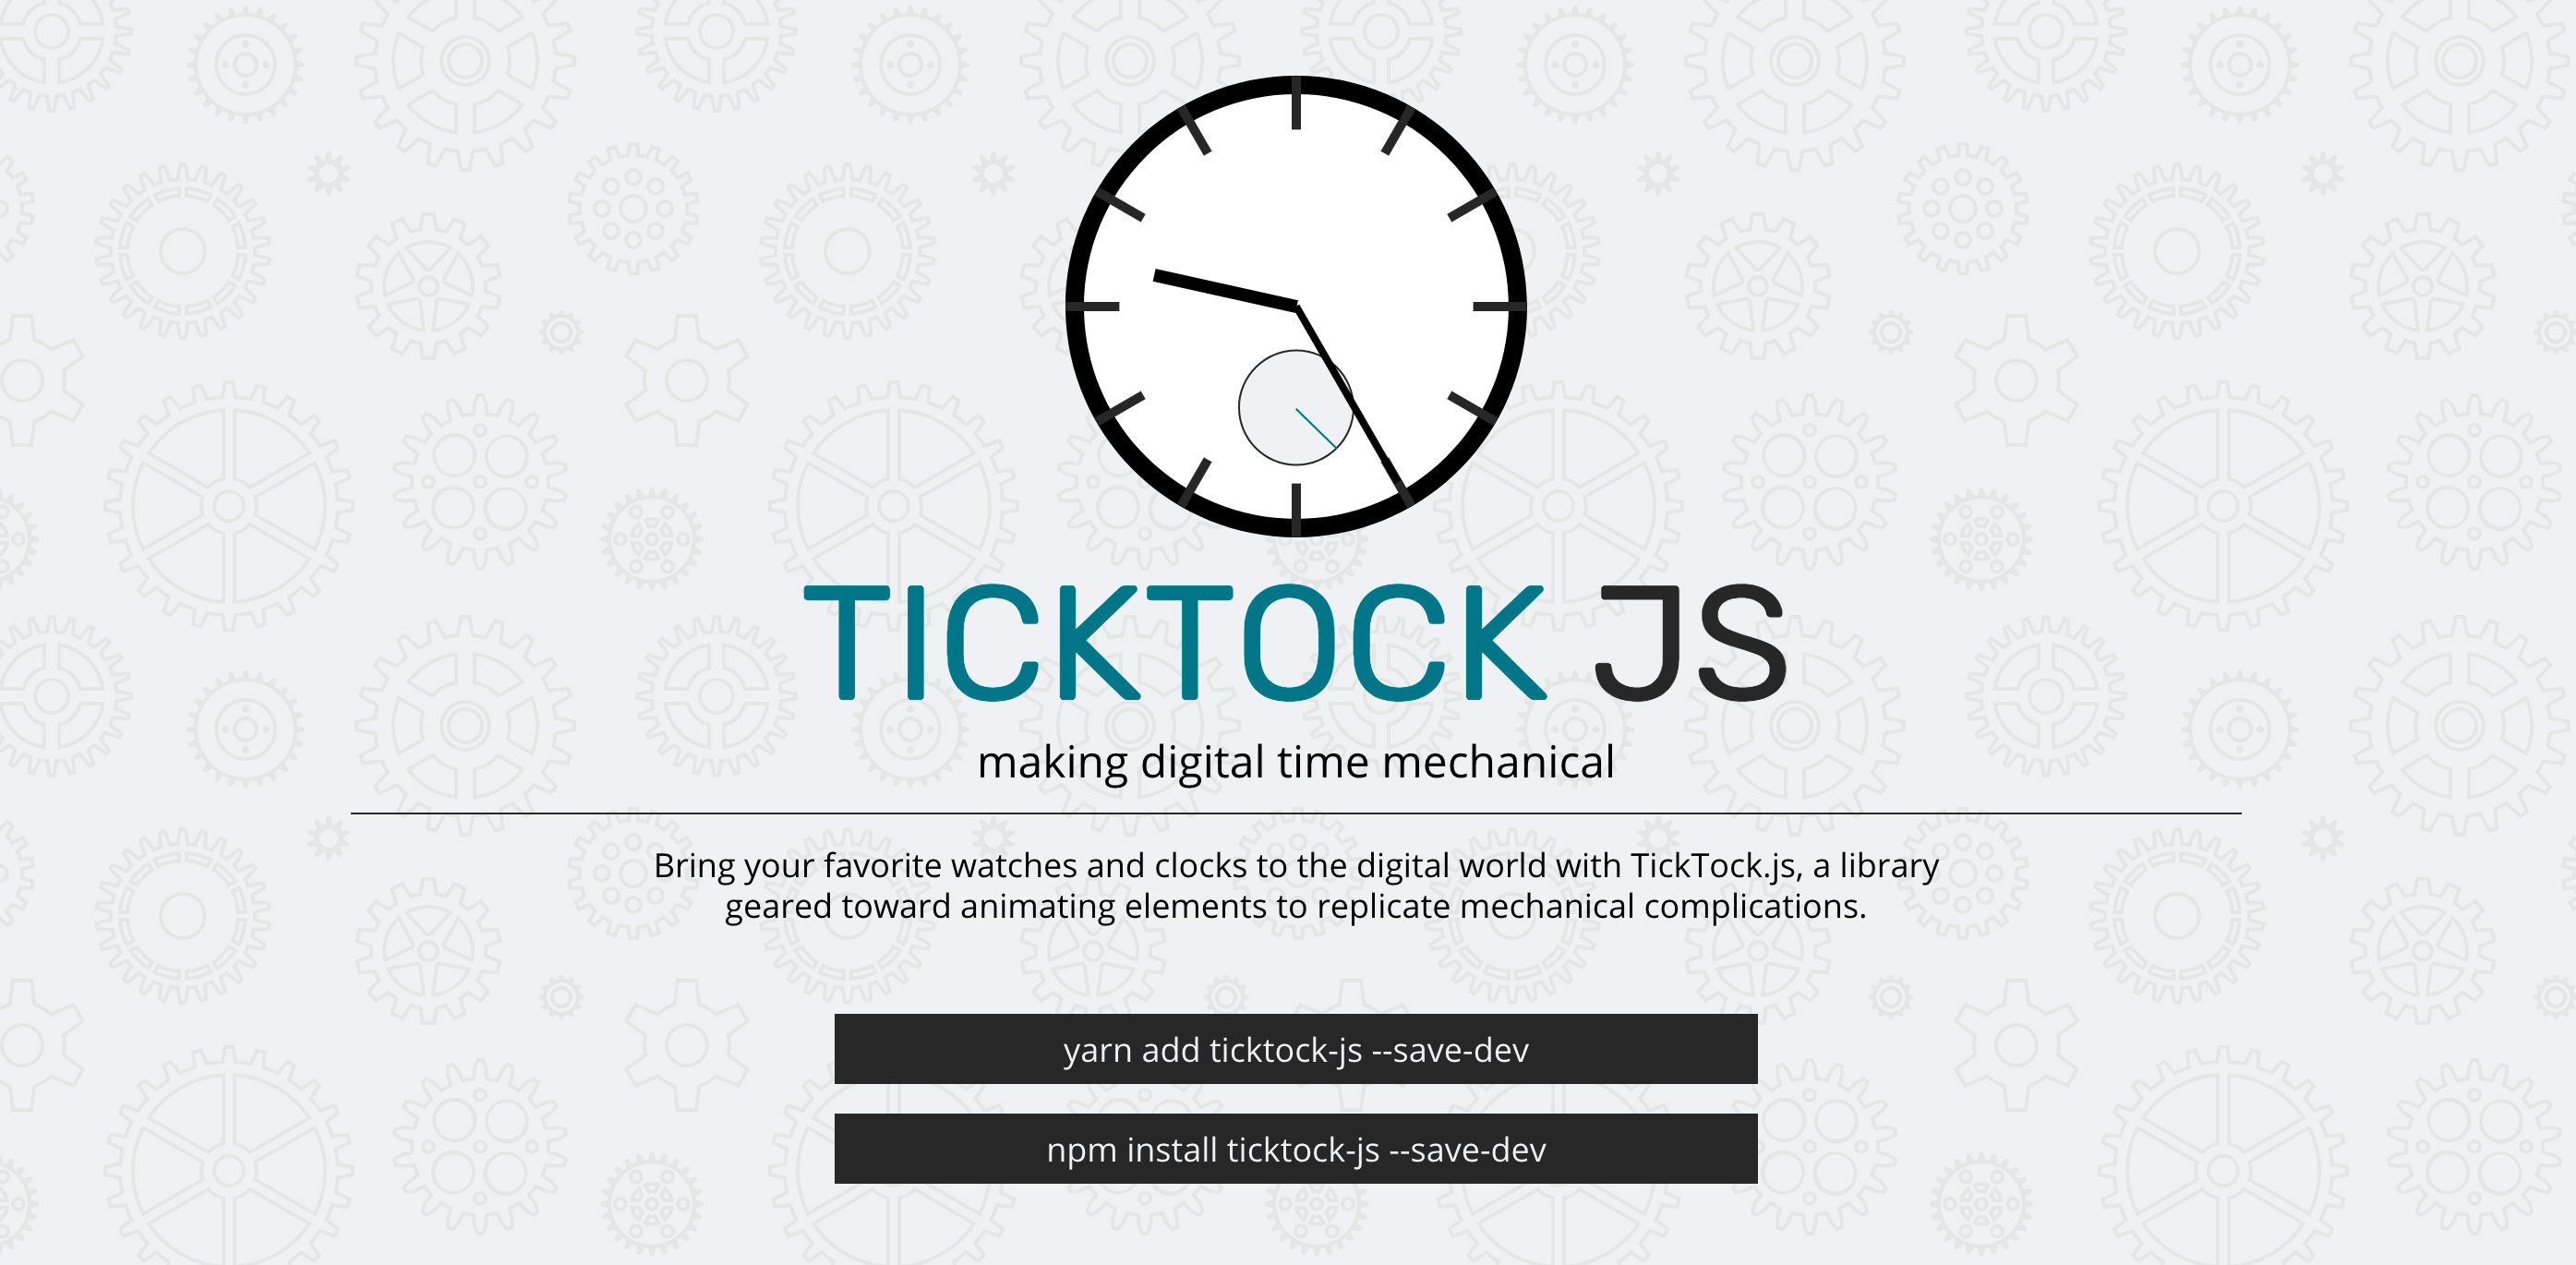 TICKTOCK JS
making digital time mechanical
Bring your favorite watches and clocks to the digital world with TickTock.js, a library
geared toward animating elements to replicate mechanical complications.
yarn add ticktock-js --save-dev
npm install ticktock-js --save-dev